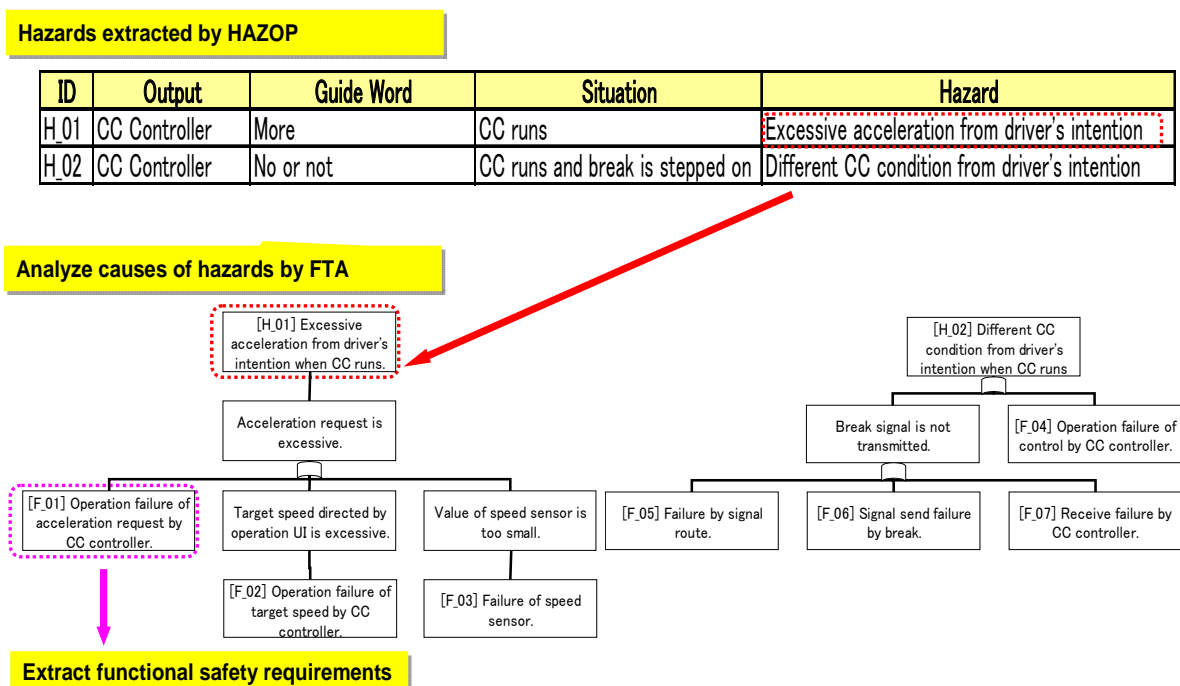 Hazards extracted by HAZOP
ID Output Guide Word Situation Hazard
H_01 CC Controller More CC runs Excessive acceleration from driver's intention
H_02 CC Controller No or not CC runs and break is stepped on Different CC condition from driver's intention
Analyze causes of hazards by FTA
[H_01] Excessive
acceleration from driver's
intention when CC runs.
[H_02] Different CC
condition from driver's
intention when CC runs
Acceleration request is
excessive.
Break signal is not
transmitted.
[F_04] Operation failure of
control by CC controller.
[F_01] Operation failure of
acceleration request by
CC controller.
Target speed directed by
operation UI is excessive.
Value of speed sensor is
too small.
[F_05] Failure by signal
route.
[F_06] Signal send failure
by break.
[F_07] Receive failure by
CC controller.
[F_02] Operation failure of
target speed by CC
controller.
[F_03] Failure of speed
sensor.
Extract functional safety requirements